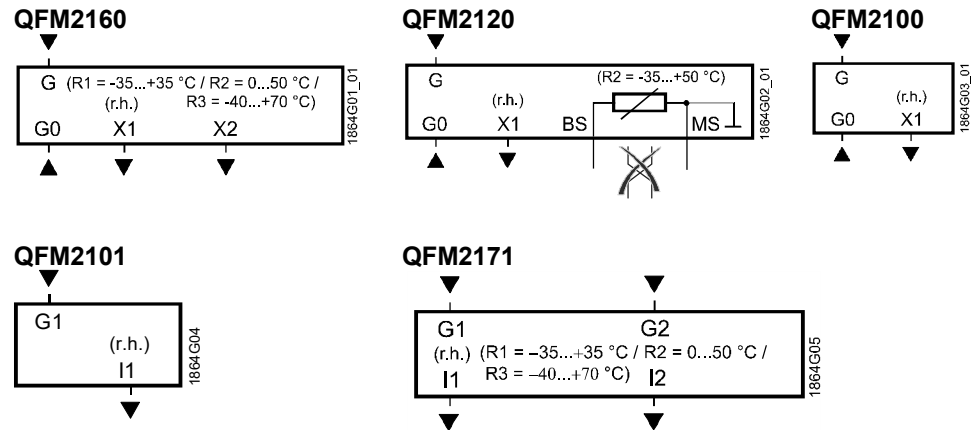 QFM2160
G (R1 = -35...+35 °C / R2 = 0...50 °C /
(r.h.) R3 = -40...+70 °C)
G0 X1 X2
1864G01_01
QFM2120
G (R2 = -35...+50 °C)
(r.h.)
G0 X1 BS MS
1864G02_01
QFM2100
G
(r.h.)
G0 X1
1864G03_01
QFM2101
G1
(r.h.)
I1
1864G04
QFM2171
G1 G2
(r.h.) (R1 = –35...+35 °C / R2 = 0...50 °C /
R3 = –40...+70 °C)
I1 I2
1864G05